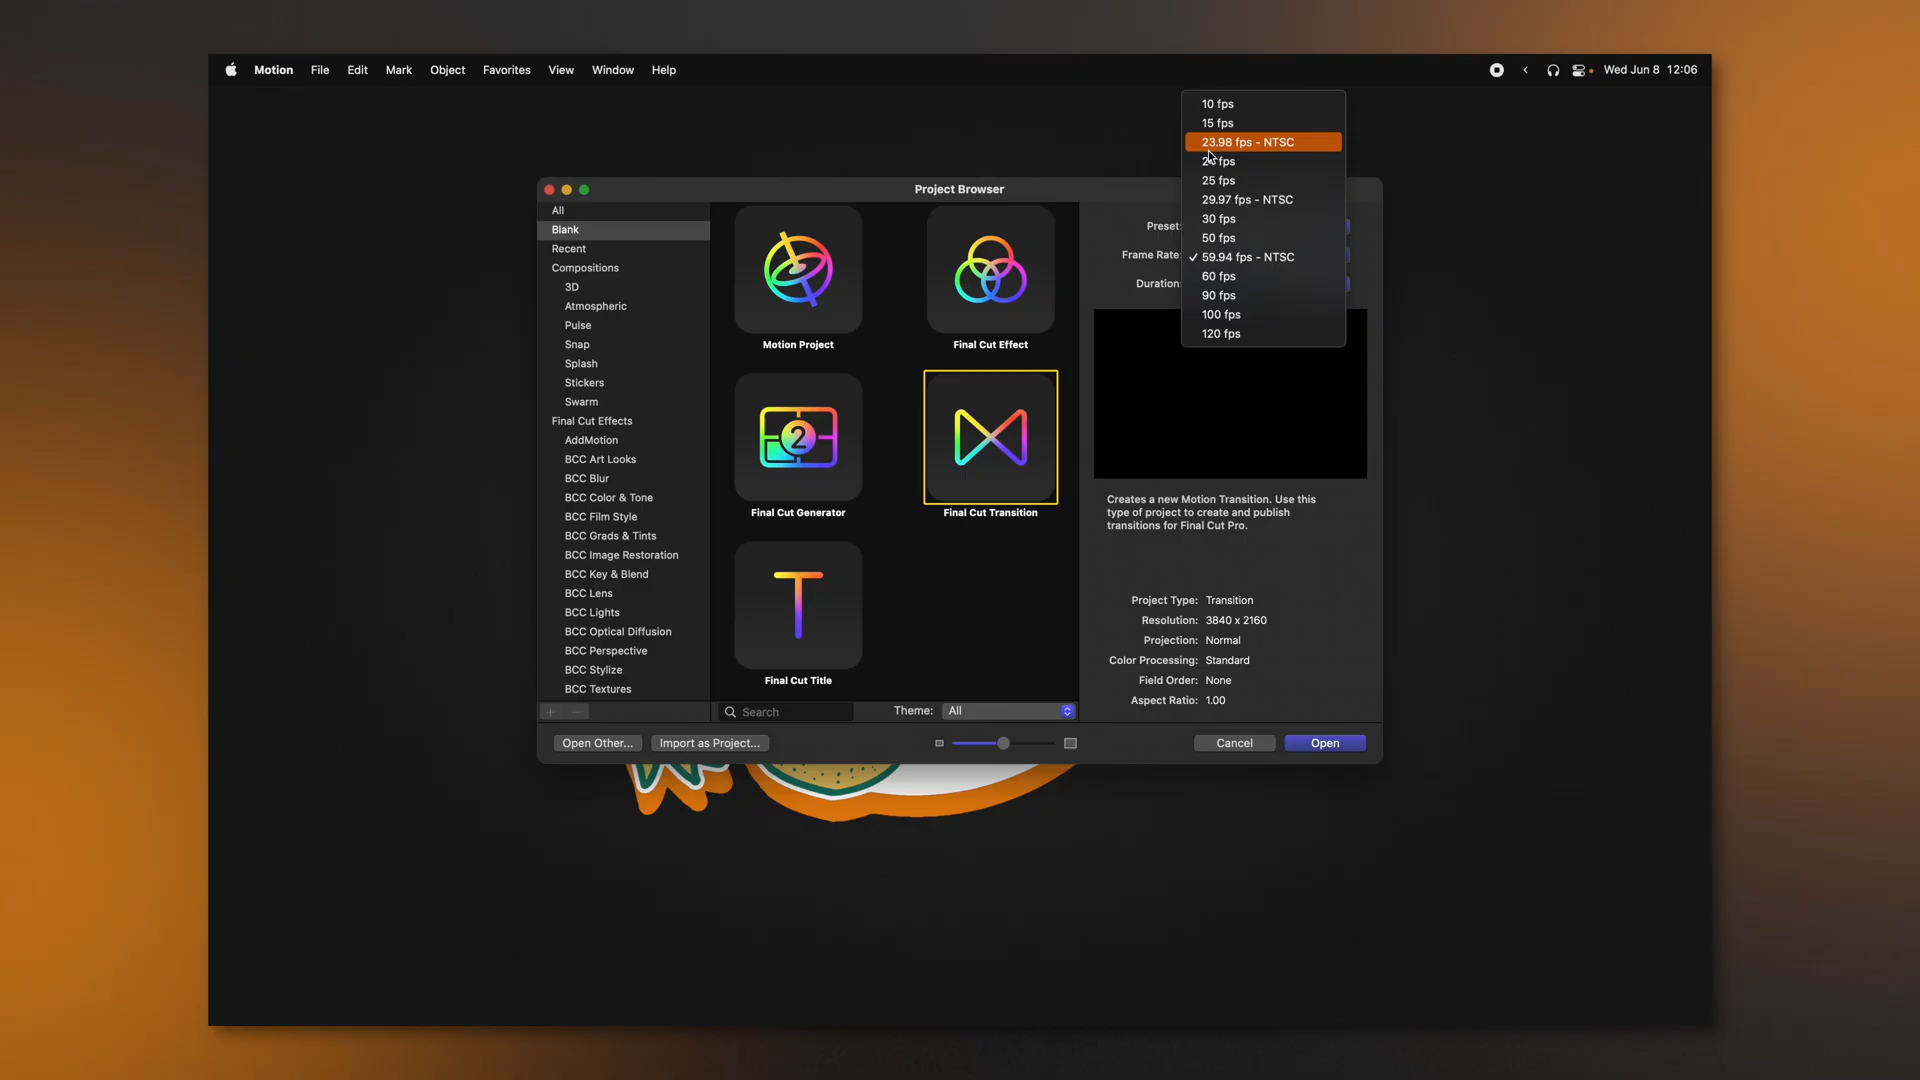 Motion File Edit Mark Object Favorites View Window Help
Wed Jun 8 12:06
10 fps
15 fps
23.98 fps - NTSC
24 fps
25 fps
29.97 fps - NTSC
30 fps
50 fps
✓ 59.94 fps - NTSC
60 fps
90 fps
100 fps
120 fps
Project Browser
All
Blank
Recent
Compositions
3D
Atmospheric
Pulse
Snap
Splash
Stickers
Swarm
Final Cut Effects
AddMotion
BCC Art Looks
BCC Blur
BCC Color & Tone
BCC Film Style
BCC Grads & Tints
BCC Image Restoration
BCC Key & Blend
BCC Lens
BCC Lights
BCC Optical Diffusion
BCC Perspective
BCC Stylize
BCC Textures
Motion Project
Final Cut Effect
2
Final Cut Generator
Final Cut Transition
T
Final Cut Title
Preset:
Frame Rate:
Duration:
Creates a new Motion Transition. Use this
type of project to create and publish
transitions for Final Cut Pro.
Project Type: Transition
Resolution: 3840 x 2160
Projection: Normal
Color Processing: Standard
Field Order: None
Aspect Ratio: 1.00
Search
Theme: All
Open Other...
Import as Project...
Cancel
Open